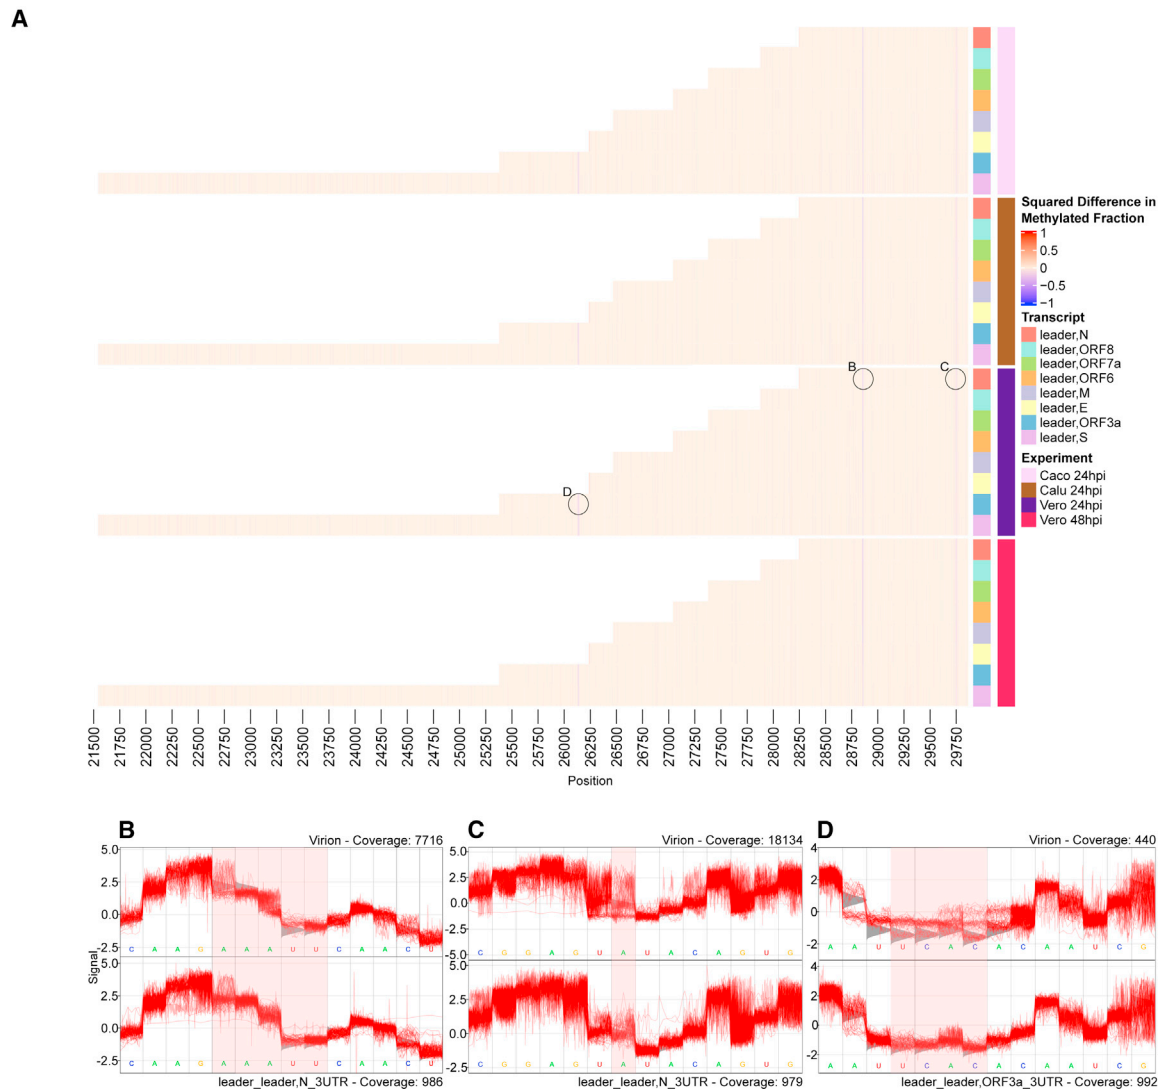 A
Squared Difference in
Methylated Fraction
1
0.5
0
−0.5
−1
Transcript
leader,N
leader,ORF8
leader,ORF7a
leader,ORF6
leader,M
leader,E
leader,ORF3a
leader,S
Experiment
Caco 24hpi
Calu 24hpi
Vero 24hpi
Vero 48hpi
B
C
D
21500
21750
22000
22250
22500
22750
23000
23250
23500
23750
24000
24250
24500
24750
25000
25250
25500
25750
26000
26250
26500
26750
27000
27250
27500
27750
28000
28250
28500
28750
29000
29250
29500
29750
Position
B
Virion - Coverage: 7716
5.0
2.5
0.0
-2.5
C A A G A A A U U C A A C U
Signal
5.0
2.5
0.0
-2.5
C A A G A A A U U C A A C U
leader_leader,N_3UTR - Coverage: 986
C
Virion - Coverage: 18134
5.0
2.5
0.0
-2.5
-5.0
C G G A G U A U A C A G U G
5.0
2.5
0.0
-2.5
C G G A G U A U A C A G U G
leader_leader,N_3UTR - Coverage: 979
D
Virion - Coverage: 440
4
2
0
-2
A A U U C A C A C A A U C G
4
2
0
-2
A A U U C A C A C A A U C G
leader_leader,ORF3a_3UTR - Coverage: 992